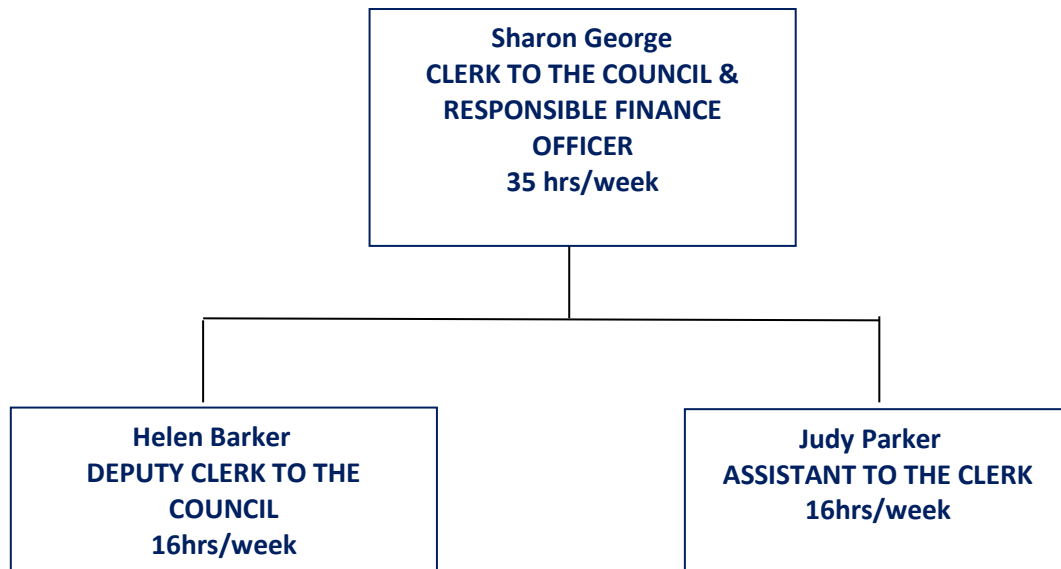 Sharon George
CLERK TO THE COUNCIL &
RESPONSIBLE FINANCE
OFFICER
35 hrs/week
Helen Barker
DEPUTY CLERK TO THE
COUNCIL
16hrs/week
Judy Parker
ASSISTANT TO THE CLERK
16hrs/week